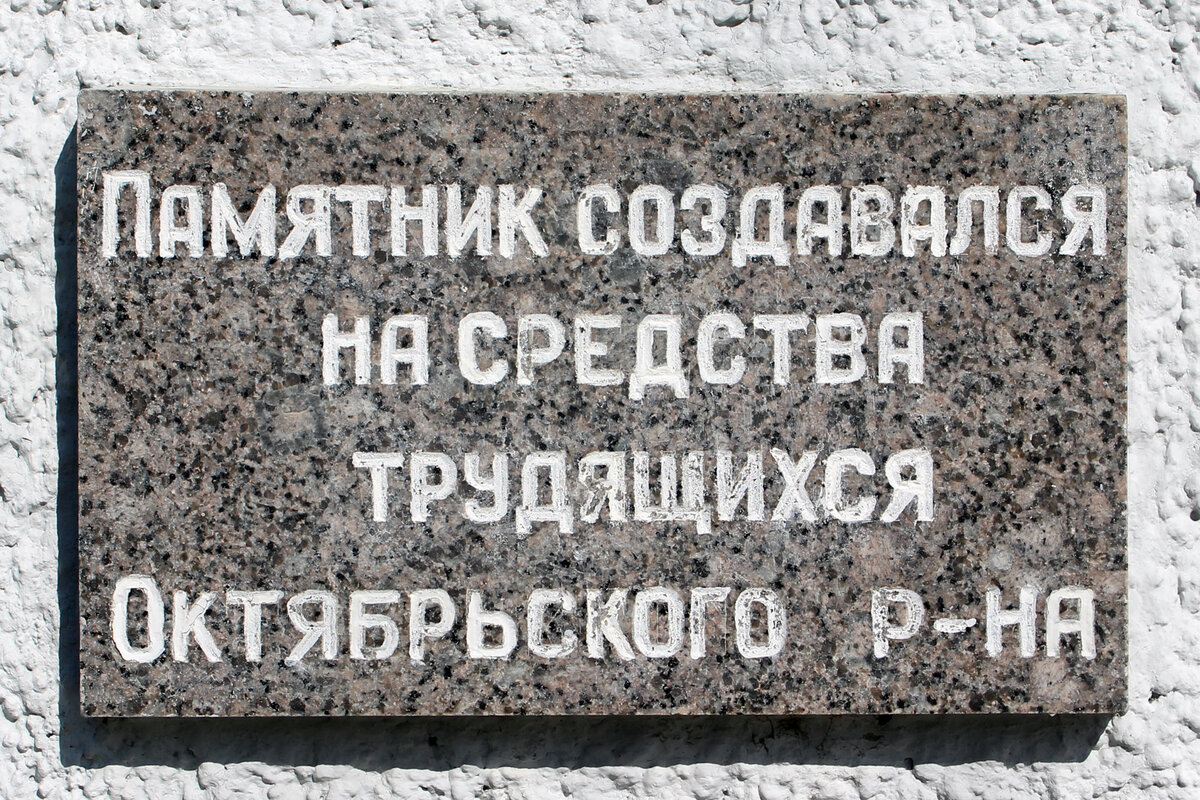 Памятник создавался
на средства
трудящихся
Октябрьского р-на